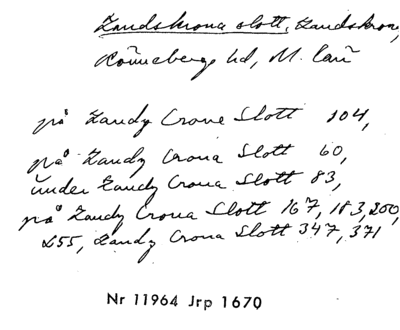 Landskrona slott, Landskrona,
Rönnebergs hd, M. län
på Landz Crone Slott 104,
på Landz Crona Slott 60,
under Landz Crona Slott 83,
på Landz Crona Slott 167, 183, 200,
255, Landz Crona Slott 347, 371
Nr 11964 Jrp 1670